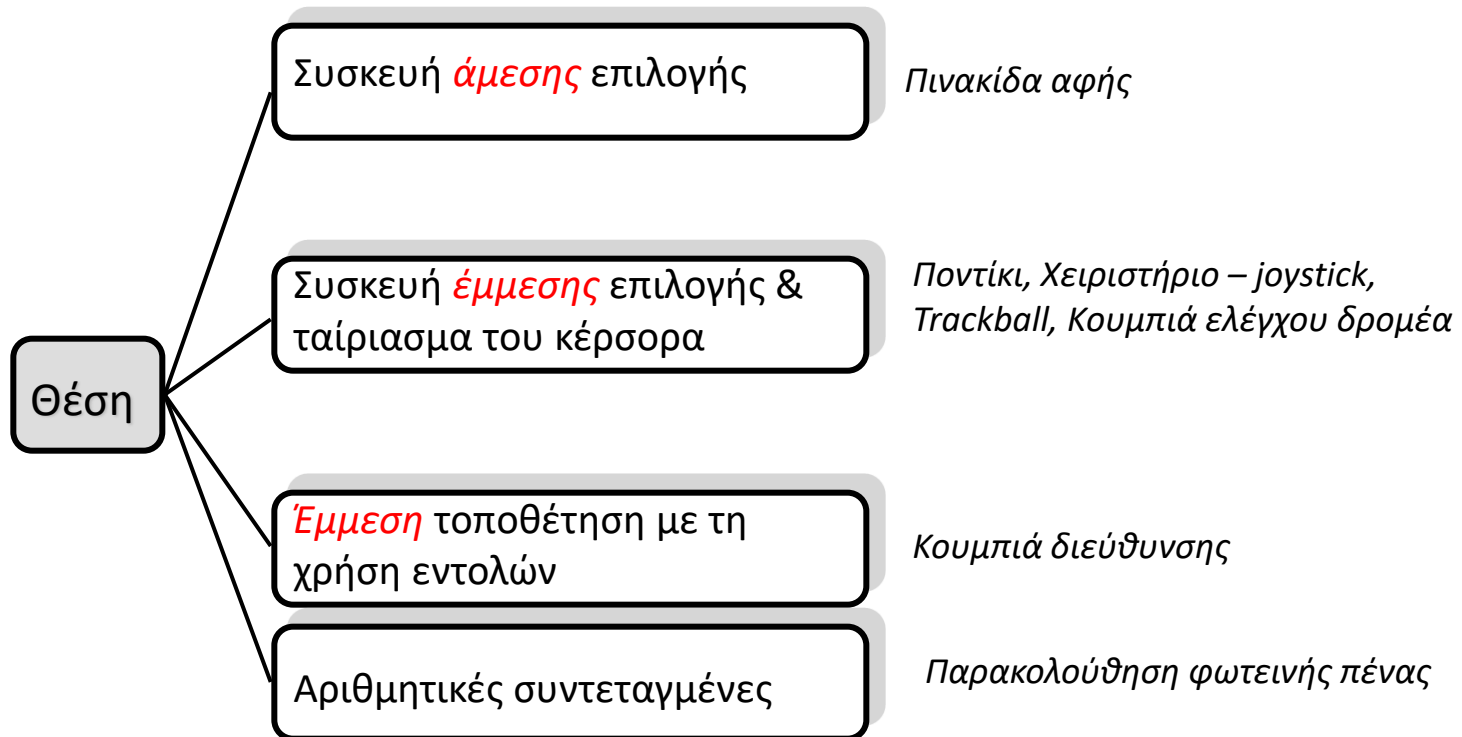 Συσκευή άμεσης επιλογής
Πινακίδα αφής
Συσκευή έμμεσης επιλογής &
ταίριασμα του κέρσορα
Ποντίκι, Χειριστήριο – joystick,
Trackball, Κουμπιά ελέγχου δρομέα
Θέση
Έμμεση τοποθέτηση με τη
χρήση εντολών
Κουμπιά διεύθυνσης
Αριθμητικές συντεταγμένες
Παρακολούθηση φωτεινής πένας